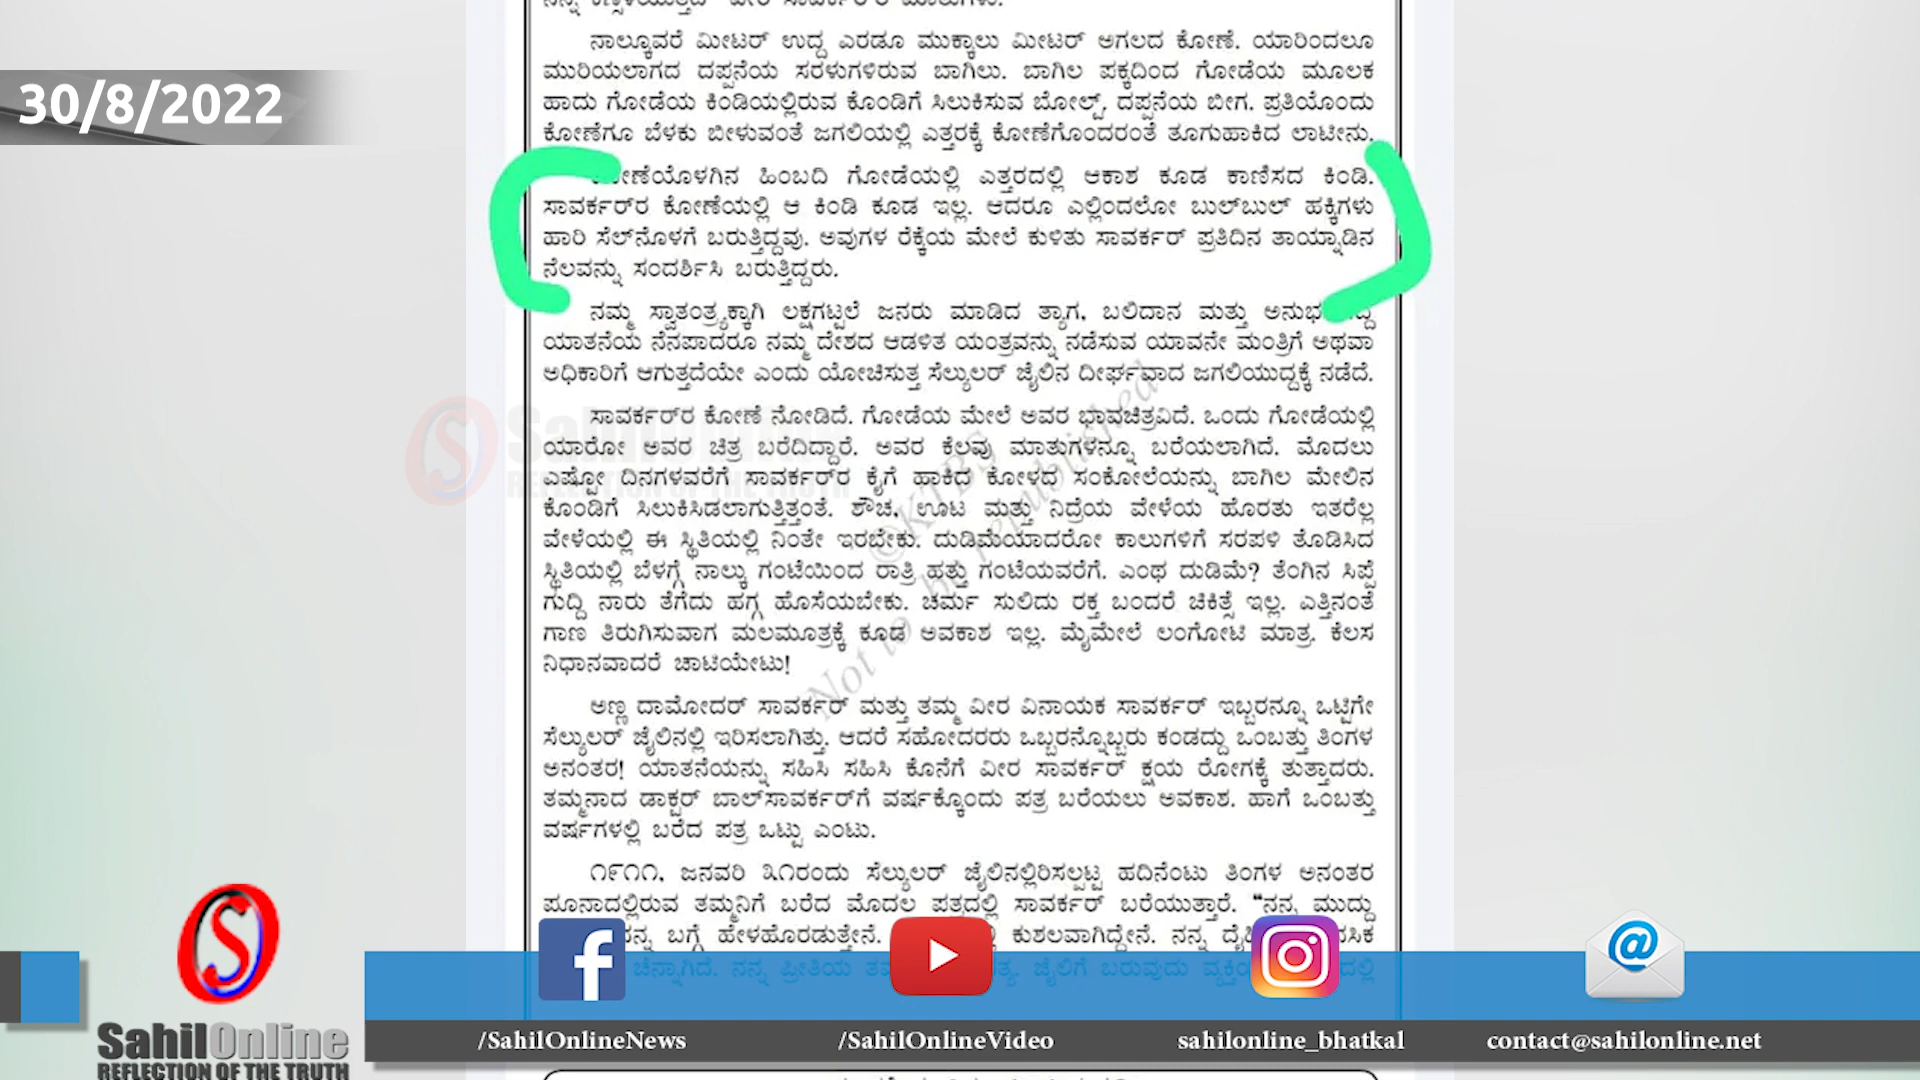 30/8/2022
ನಾಲ್ಕೂವರೆ ಮೀಟರ್ ಉದ್ದ ಎರಡೂ ಮುಕ್ಕಾಲು ಮೀಟರ್ ಅಗಲದ ಕೋಣೆ. ಯಾರಿಂದಲೂ
ಮುರಿಯಲಾಗದ ದಪ್ಪನೆಯ ಸರಳುಗಳಿರುವ ಬಾಗಿಲು. ಬಾಗಿಲ ಪಕ್ಕದಿಂದ ಗೋಡೆಯ ಮೂಲಕ
ಹಾದು ಗೋಡೆಯ ಕಿಂಡಿಯಲ್ಲಿರುವ ಕೊಂಡಿಗೆ ಸಿಲುಕಿಸುವ ಬೋಲ್ಟ್, ದಪ್ಪನೆಯ ಬೀಗ. ಪ್ರತಿಯೊಂದು
ಕೋಣೆಗೂ ಬೆಳಕು ಬೀಳುವಂತೆ ಜಗಲಿಯಲ್ಲಿ ಎತ್ತರಕ್ಕೆ ಕೋಣೆಗೊಂದರಂತೆ ತೂಗುಹಾಕಿದ ಲಾಟೀನು.
ಹಿಂಬದಿ ಗೋಡೆಯಲ್ಲಿ ಎತ್ತರದಲ್ಲಿ ಆಕಾಶ ಕೂಡ ಕಾಣಿಸದ ಕಿಂಡಿ.
ಸಾವರ್ಕರ್‌ರ ಕೋಣೆಯಲ್ಲಿ ಆ ಕಿಂಡಿ ಕೂಡ ಇಲ್ಲ. ಆದರೂ ಎಲ್ಲಿಂದಲೋ ಬುಲ್‌ಬುಲ್ ಹಕ್ಕಿಗಳು
ಹಾರಿ ಸೆಲ್‌ನೊಳಗೆ ಬರುತ್ತಿದ್ದವು. ಅವುಗಳ ರೆಕ್ಕೆಯ ಮೇಲೆ ಕುಳಿತು ಸಾವರ್ಕರ್ ಪ್ರತಿದಿನ ತಾಯ್ನಾಡಿನ
ನೆಲವನ್ನು ಸಂದರ್ಶಿಸಿ ಬರುತ್ತಿದ್ದರು.
ನಮ್ಮ ಸ್ವಾತಂತ್ರ್ಯಕ್ಕಾಗಿ ಲಕ್ಷಗಟ್ಟಲೆ ಜನರು ಮಾಡಿದ ತ್ಯಾಗ, ಬಲಿದಾನ ಮತ್ತು
ಯಾತನೆಯ ನೆನಪಾದರೂ ನಮ್ಮ ದೇಶದ ಆಡಳಿತ ಯಂತ್ರವನ್ನು ನಡೆಸುವ ಯಾವನೇ ಮಂತ್ರಿಗೆ ಅಥವಾ
ಅಧಿಕಾರಿಗೆ ಆಗುತ್ತದೆಯೇ ಎಂದು ಯೋಚಿಸುತ್ತ ಸೆಲ್ಯುಲರ್ ಜೈಲಿನ ದೀರ್ಘವಾದ ಜಗಲಿಯುದ್ದಕ್ಕೆ ನಡೆದೆ.
ಸಾವರ್ಕರ್‌ರ ಕೋಣೆ ನೋಡಿದೆ. ಗೋಡೆಯ ಮೇಲೆ ಅವರ ಭಾವಚಿತ್ರವಿದೆ. ಒಂದು ಗೋಡೆಯಲ್ಲಿ
ಯಾರೋ ಅವರ ಚಿತ್ರ ಬರೆದಿದ್ದಾರೆ. ಅವರ ಕೆಲವು ಮಾತುಗಳನ್ನೂ ಬರೆಯಲಾಗಿದೆ. ಮೊದಲು
ಎಷ್ಟೋ ದಿನಗಳವರೆಗೆ ಸಾವರ್ಕರ್‌ರ ಕೈಗೆ ಹಾಕಿದ ಕೋಳದ ಸಂಕೋಲೆಯನ್ನು ಬಾಗಿಲ ಮೇಲಿನ
ಕೊಂಡಿಗೆ ಸಿಲುಕಿಸಿಡಲಾಗುತ್ತಿತ್ತಂತೆ. ಶೌಚ, ಊಟ ಮತ್ತು ನಿದ್ರೆಯ ವೇಳೆಯ ಹೊರತು ಇತರೆಲ್ಲ
ವೇಳೆಯಲ್ಲಿ ಈ ಸ್ಥಿತಿಯಲ್ಲಿ ನಿಂತೇ ಇರಬೇಕು. ದುಡಿಮೆಯಾದರೋ ಕಾಲುಗಳಿಗೆ ಸರಪಳಿ ತೊಡಿಸಿದ
ಸ್ಥಿತಿಯಲ್ಲಿ ಬೆಳಗ್ಗೆ ನಾಲ್ಕು ಗಂಟೆಯಿಂದ ರಾತ್ರಿ ಹತ್ತು ಗಂಟೆಯವರೆಗೆ. ಎಂಥ ದುಡಿಮೆ? ತೆಂಗಿನ ಸಿಪ್ಪೆ
ಗುದ್ದಿ ನಾರು ತೆಗೆದು ಹಗ್ಗ ಹೊಸೆಯಬೇಕು. ಚರ್ಮ ಸುಲಿದು ರಕ್ತ ಬಂದರೆ ಚಿಕಿತ್ಸೆ ಇಲ್ಲ. ಎತ್ತಿನಂತೆ
ಗಾಣ ತಿರುಗಿಸುವಾಗ ಮಲಮೂತ್ರಕ್ಕೆ ಕೂಡ ಅವಕಾಶ ಇಲ್ಲ. ಮೈಮೇಲೆ ಲಂಗೋಟಿ ಮಾತ್ರ. ಕೆಲಸ
ನಿಧಾನವಾದರೆ ಚಾಟಿಯೇಟು!
ಅಣ್ಣ ದಾಮೋದರ್ ಸಾವರ್ಕರ್ ಮತ್ತು ತಮ್ಮ ವೀರ ವಿನಾಯಕ ಸಾವರ್ಕರ್ ಇಬ್ಬರನ್ನೂ ಒಟ್ಟಿಗೇ
ಸೆಲ್ಯುಲರ್ ಜೈಲಿನಲ್ಲಿ ಇರಿಸಲಾಗಿತ್ತು. ಆದರೆ ಸಹೋದರರು ಒಬ್ಬರನ್ನೊಬ್ಬರು ಕಂಡದ್ದು ಒಂಬತ್ತು ತಿಂಗಳ
ಅನಂತರ! ಯಾತನೆಯನ್ನು ಸಹಿಸಿ ಸಹಿಸಿ ಕೊನೆಗೆ ವೀರ ಸಾವರ್ಕರ್ ಕ್ಷಯ ರೋಗಕ್ಕೆ ತುತ್ತಾದರು.
ತಮ್ಮನಾದ ಡಾಕ್ಟರ್ ಬಾಲ್‌ಸಾವರ್ಕರ್‌ಗೆ ವರ್ಷಕ್ಕೊಂದು ಪತ್ರ ಬರೆಯಲು ಅವಕಾಶ. ಹಾಗೆ ಒಂಬತ್ತು
ವರ್ಷಗಳಲ್ಲಿ ಬರೆದ ಪತ್ರ ಒಟ್ಟು ಎಂಟು.
೧೯೧೧, ಜನವರಿ ೩೧ರಂದು ಸೆಲ್ಯುಲರ್ ಜೈಲಿನಲ್ಲಿರಿಸಲ್ಪಟ್ಟ ಹದಿನೆಂಟು ತಿಂಗಳ ಅನಂತರ
ಪೂನಾದಲ್ಲಿರುವ ತಮ್ಮನಿಗೆ ಬರೆದ ಮೊದಲ ಪತ್ರದಲ್ಲಿ ಸಾವರ್ಕರ್ ಬರೆಯುತ್ತಾರೆ. "ನನ್ನ ಮುದ್ದು
ಬಗ್ಗೆ ಹೇಳಹೊರಡುತ್ತೇನೆ. ಕುಶಲವಾಗಿದ್ದೇನೆ. ನನ್ನ
ಚೆನ್ನಾಗಿದೆ. ನನ್ನ ಪ್ರೀತಿಯ ಜೈಲಿಗೆ ಬರುವುದು
©KTBS
Not to be republished
SahilOnline
REFLECTION OF THE TRUTH
SahilOnline
REFLECTION OF THE TRUTH
/SahilOnlineNews /SahilOnlineVideo sahilonline_bhatkal contact@sahilonline.net